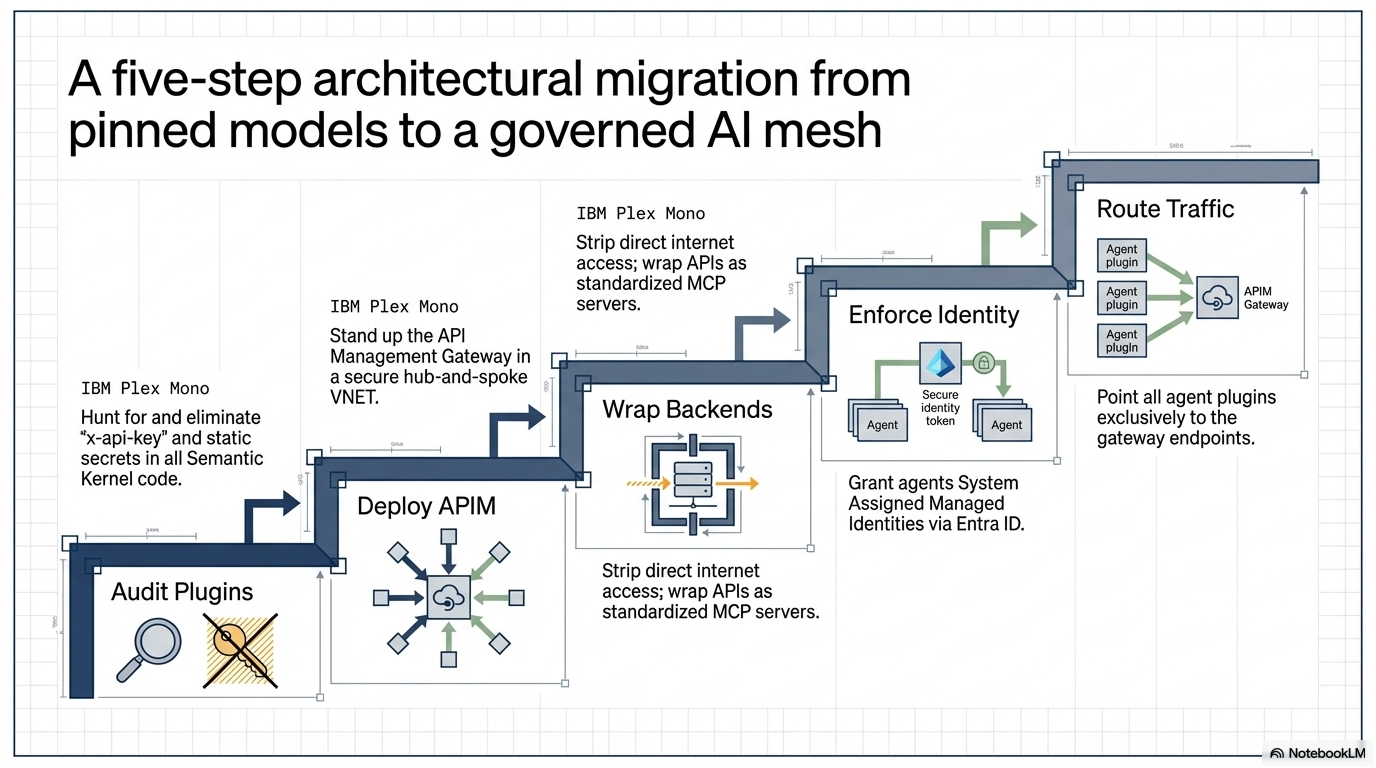 A five-step architectural migration from
pinned models to a governed AI mesh
IBM Plex Mono
Hunt for and eliminate
"x-api-key" and static
secrets in all Semantic
Kernel code.
Audit Plugins
IBM Plex Mono
Stand up the API
Management Gateway in
a secure hub-and-spoke
VNET.
Deploy APIM
IBM Plex Mono
Strip direct internet
access; wrap APIs as
standardized MCP
servers.
Wrap Backends
Strip direct internet
access; wrap APIs as
standardized MCP servers.
Enforce Identity
Secure
identity
token
Agent
Agent
Grant agents System
Assigned Managed
Identities via Entra ID.
Route Traffic
Agent
plugin
Agent
plugin
Agent
plugin
APIM
Gateway
Point all agent plugins
exclusively to the
gateway endpoints.
NotebookLM